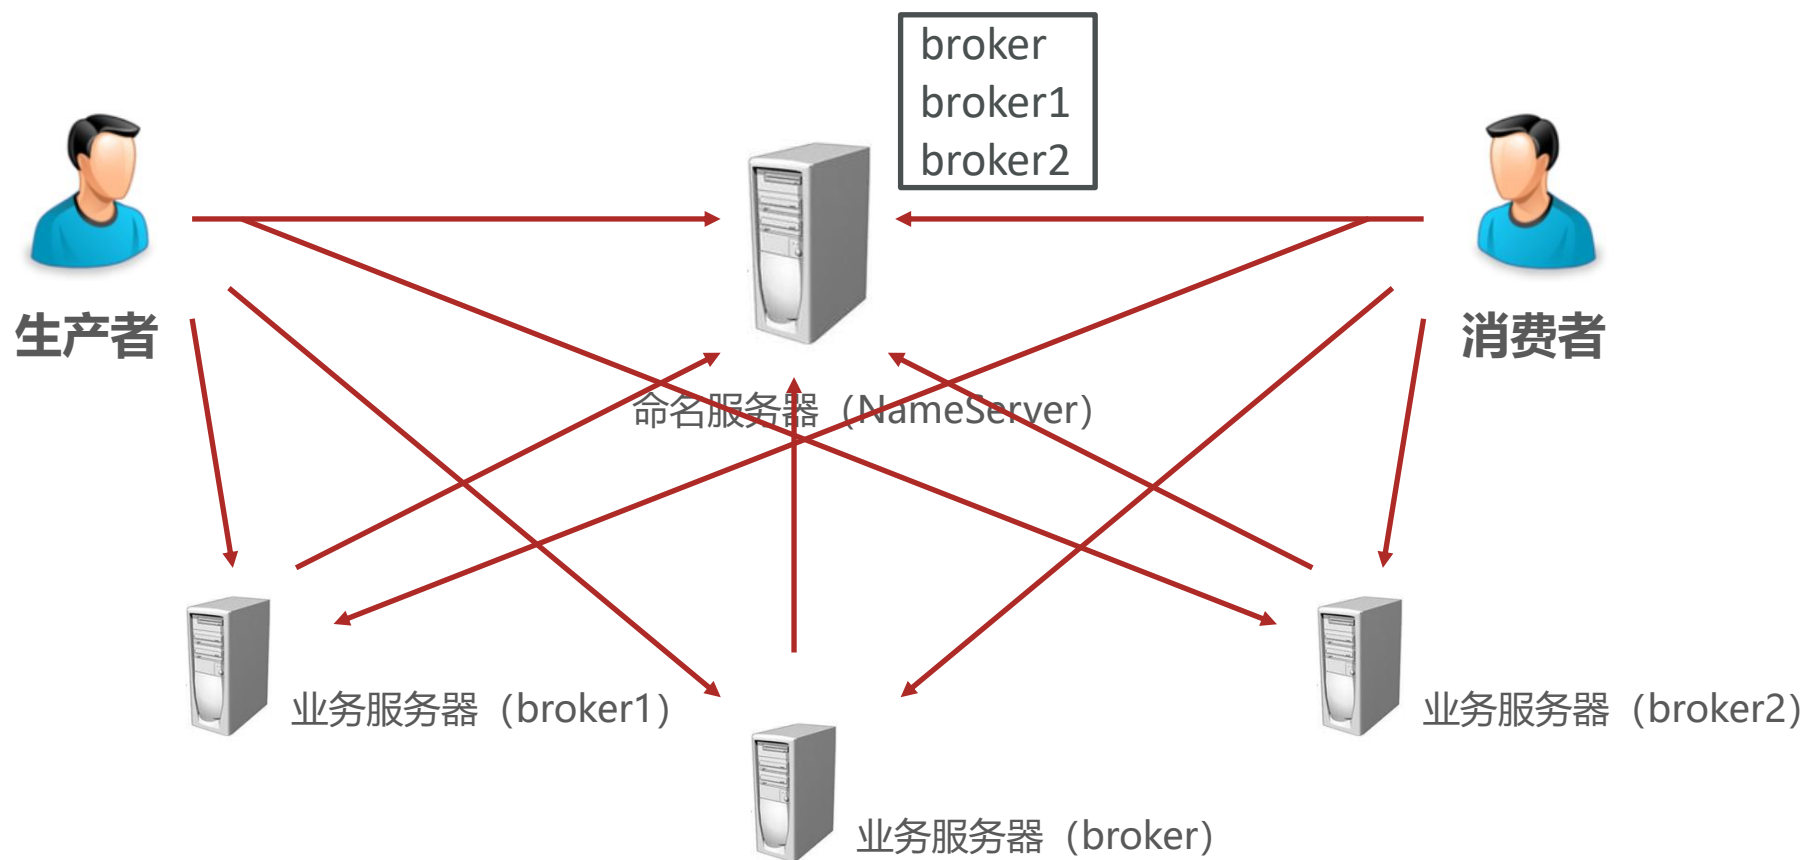 broker
broker1
broker2
生产者
消费者
命名服务器（NameServer）
业务服务器（broker1）
业务服务器（broker2）
业务服务器（broker）